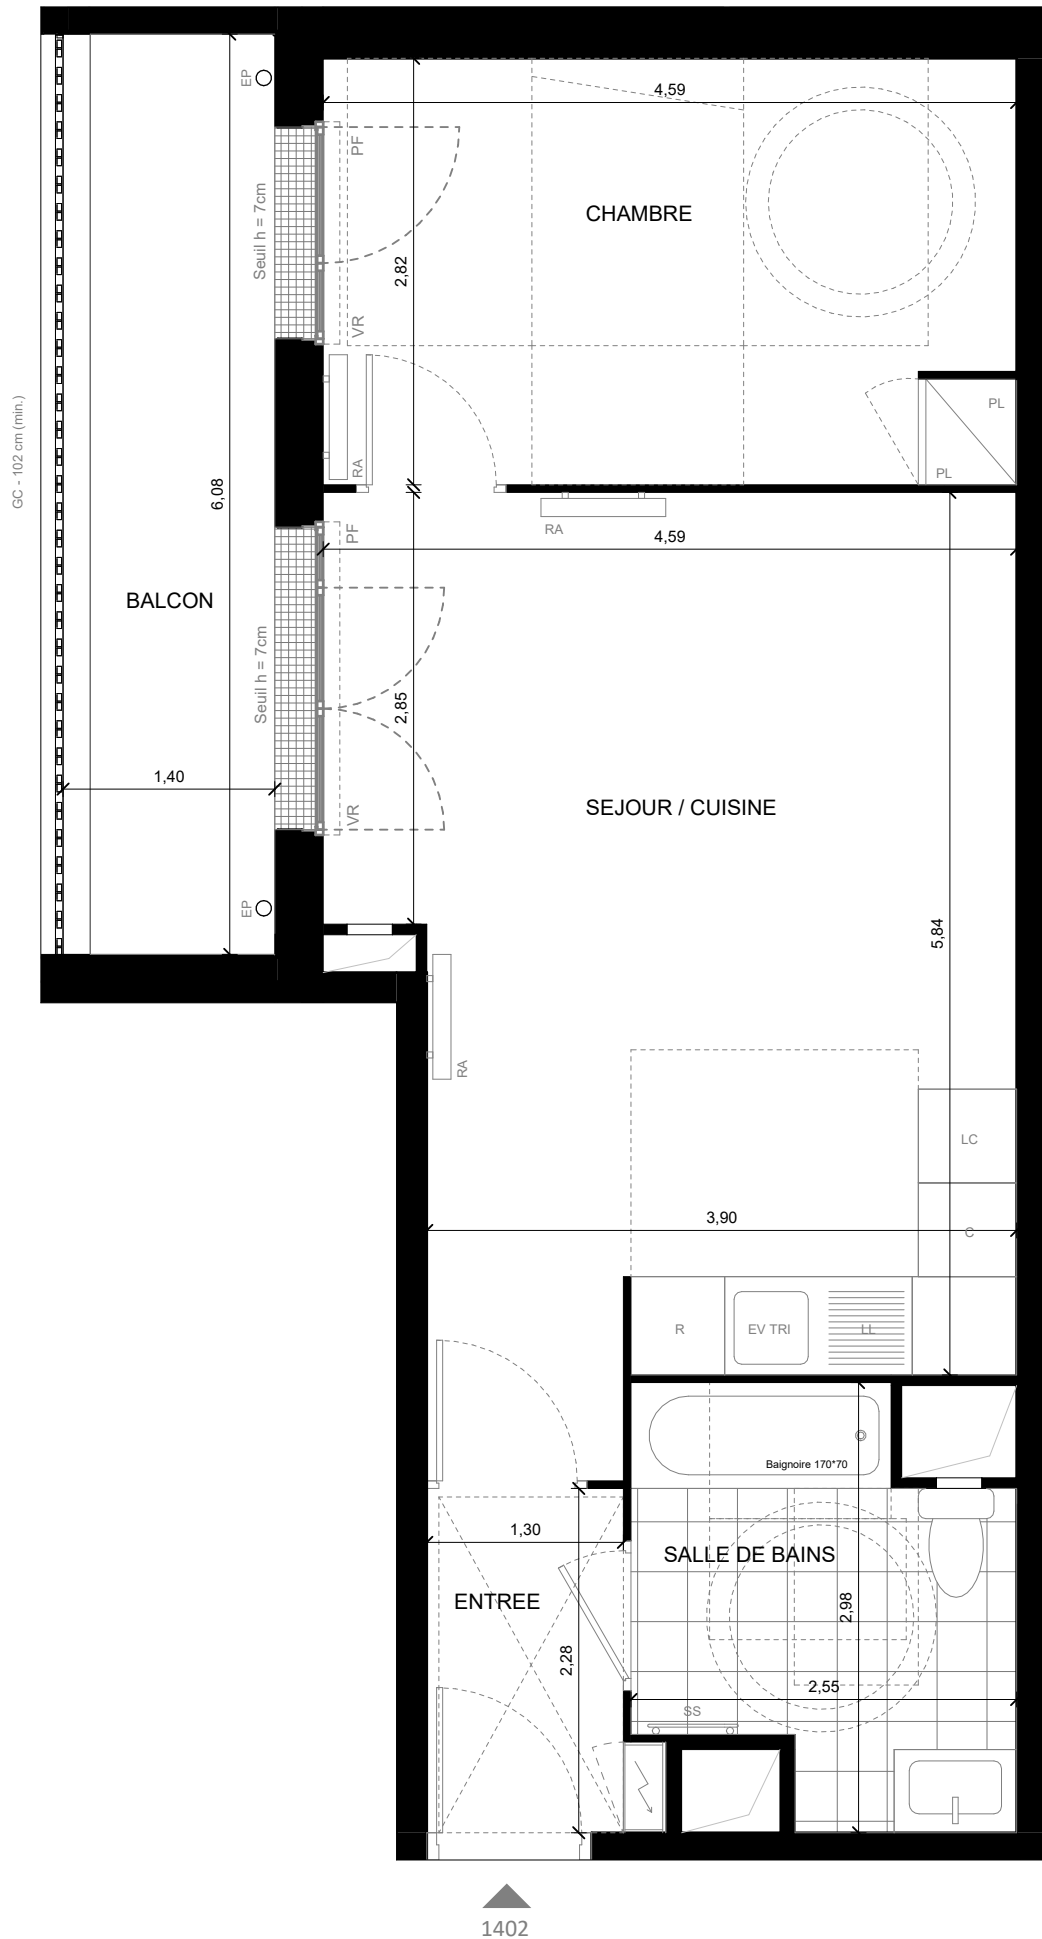 EP
4,59
PF
CHAMBRE
Seuil h = 7cm
2,82
VR
GC - 102 cm (min.)
PL
PL
RA
6,08
RA
PF
4,59
BALCON
Seuil h = 7cm
2,85
1,40
SEJOUR / CUISINE
VR
EP
5,84
RA
LC
3,90
C
R
EV TRI
LL
Baignoire 170*70
1,30
SALLE DE BAINS
ENTREE
2,98
2,28
2,55
SS
1402